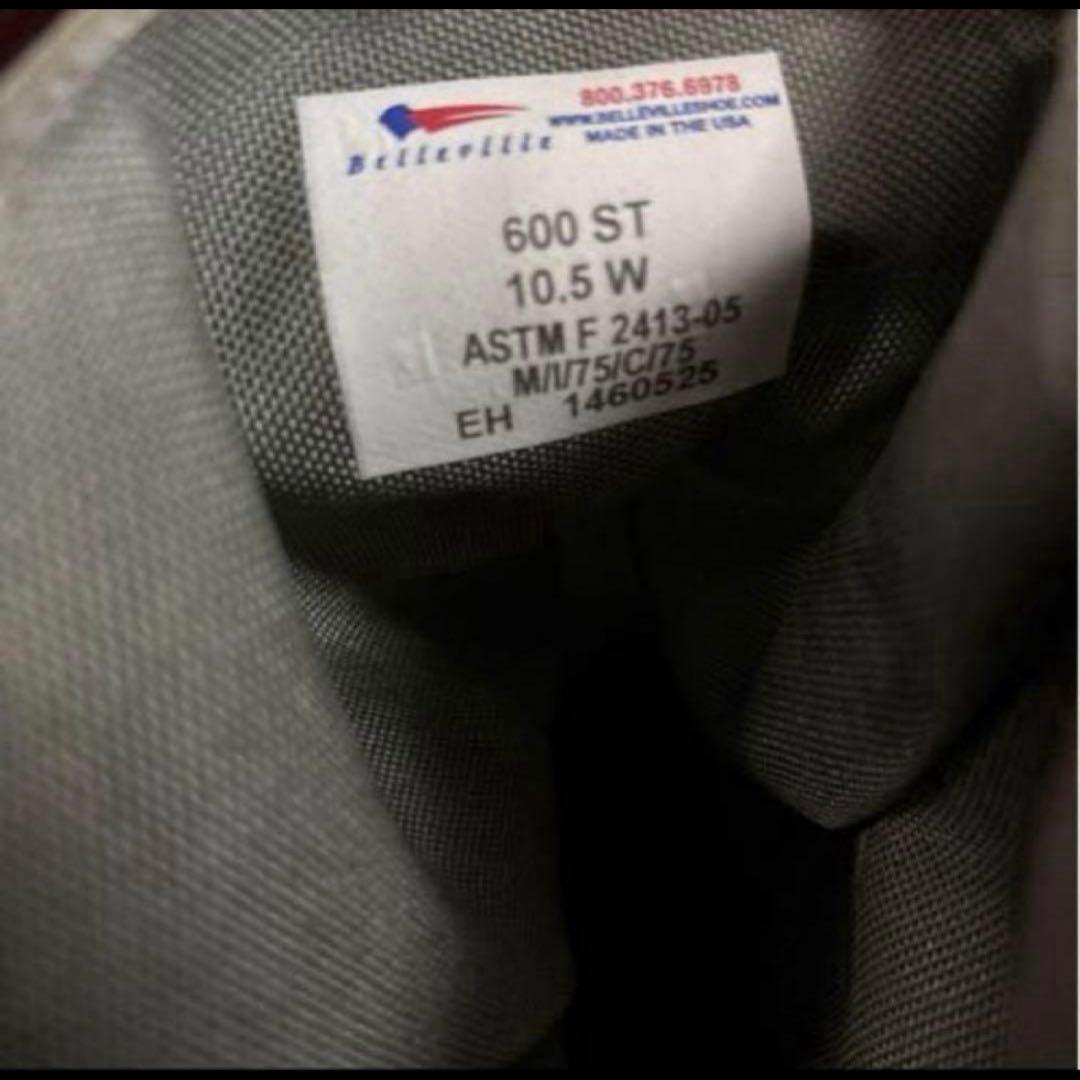 800.376.6978
Belleville WWW.BELLEVILLESHOE.COM
MADE IN THE USA
600 ST
10.5 W
ASTM F 2413-05
M/I/75/C/75
EH 1460525